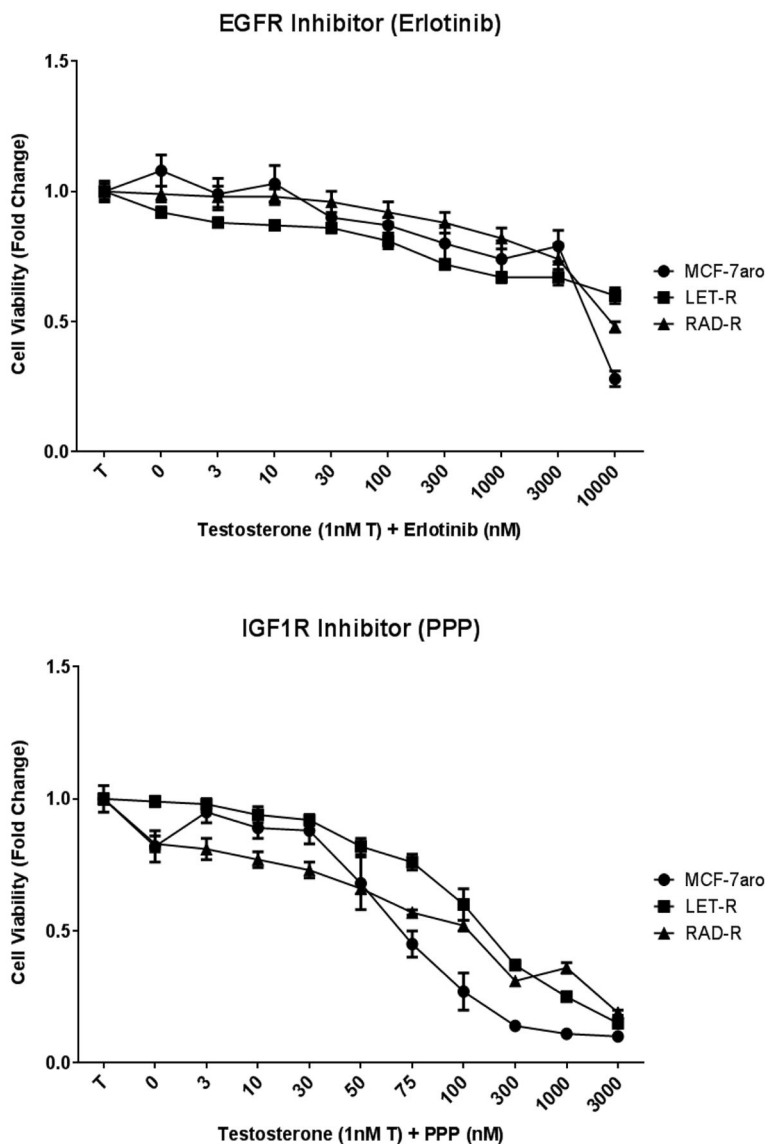 EGFR Inhibitor (Erlotinib)
1.5
1.0
0.5
0.0
Cell Viability (Fold Change)
T 0 3 10 30 100 300 1000 3000 10000
Testosterone (1nM T) + Erlotinib (nM)
MCF-7aro
LET-R
RAD-R
IGF1R Inhibitor (PPP)
1.5
1.0
0.5
0.0
Cell Viability (Fold Change)
T 0 3 10 30 50 75 100 300 1000 3000
Testosterone (1nM T) + PPP (nM)
MCF-7aro
LET-R
RAD-R